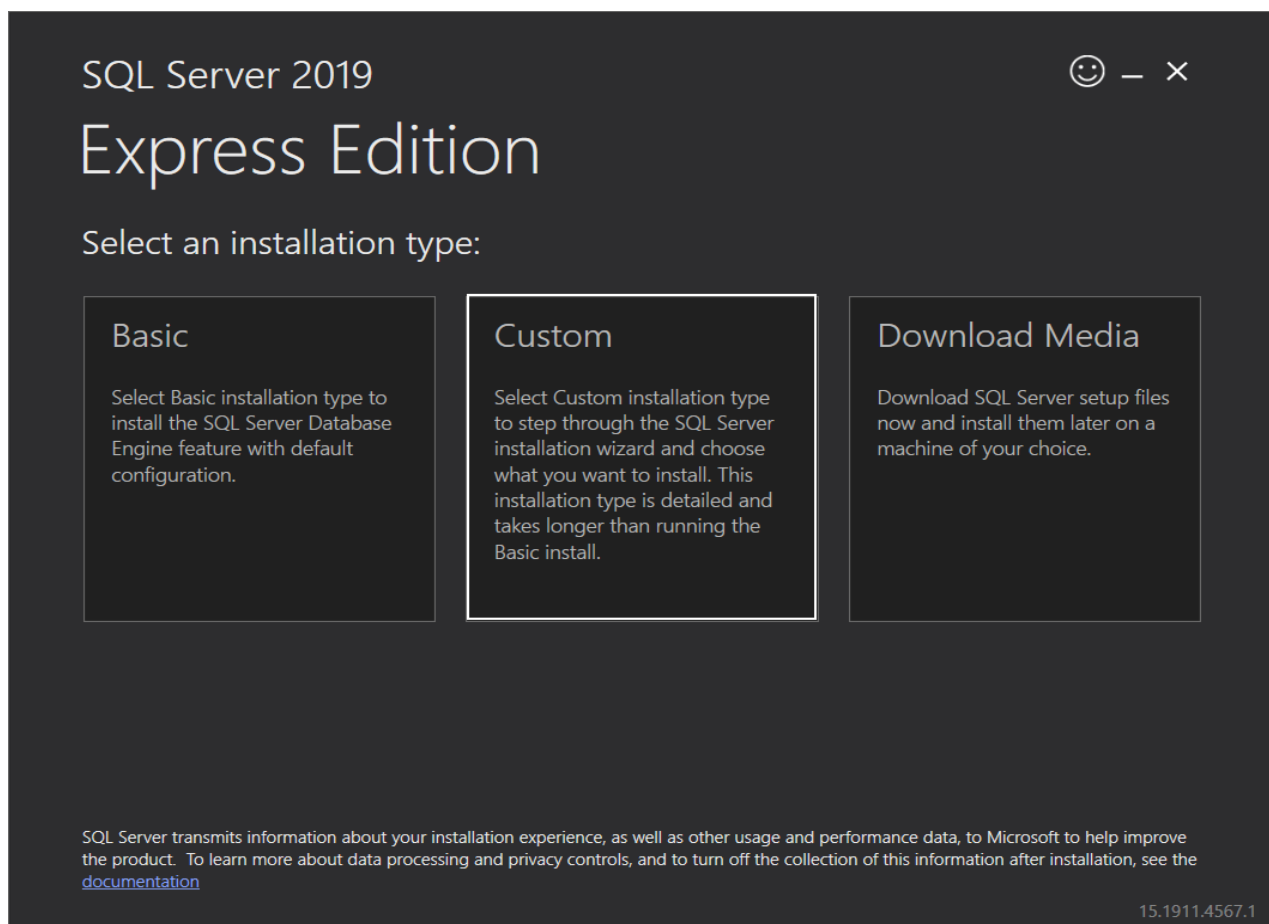 SQL Server 2019
Express Edition
Select an installation type:
Basic
Select Basic installation type to
install the SQL Server Database
Engine feature with default
configuration.
Custom
Select Custom installation type
to step through the SQL Server
installation wizard and choose
what you want to install. This
installation type is detailed and
takes longer than running the
Basic install.
Download Media
Download SQL Server setup files
now and install them later on a
machine of your choice.
SQL Server transmits information about your installation experience, as well as other usage and performance data, to Microsoft to help improve
the product.  To learn more about data processing and privacy controls, and to turn off the collection of this information after installation, see the
documentation
15.1911.4567.1